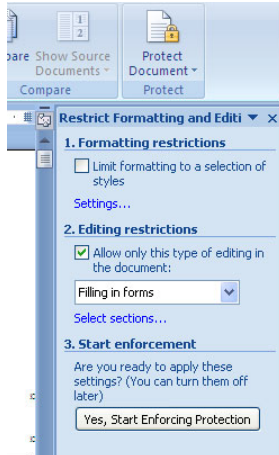 1
2
pare Show Source Protect
Documents Document
Compare Protect
Restrict Formatting and Editi
1. Formatting restrictions
Limit formatting to a selection of
styles
Settings...
2. Editing restrictions
Allow only this type of editing in
the document:
Filling in forms
Select sections...
3. Start enforcement
Are you ready to apply these
settings? (You can turn them off
later)
Yes, Start Enforcing Protection